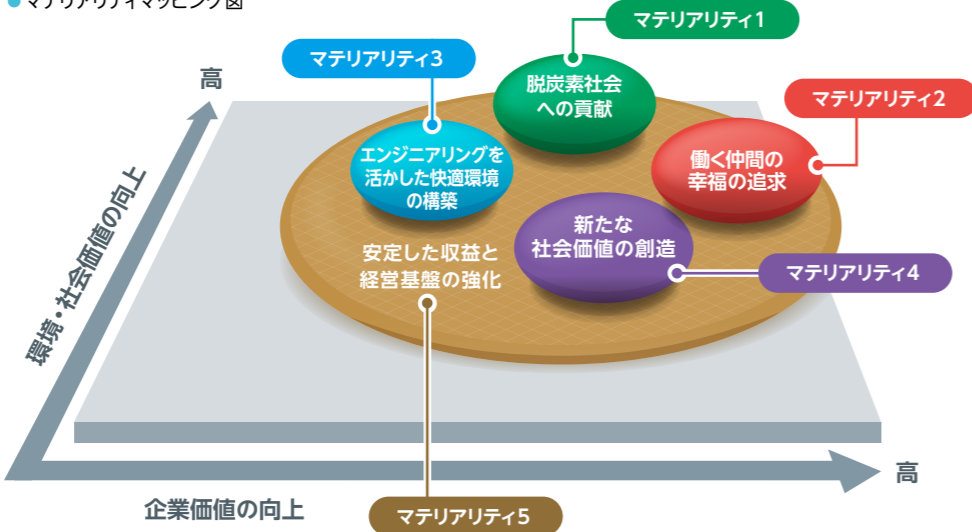 マテリアリティマッピング図
マテリアリティ1
マテリアリティ3
高
脱炭素社会
への貢献
マテリアリティ2
エンジニアリングを
活かした快適環境
の構築
働く仲間の
幸福の追求
環境・社会価値の向上
新たな
社会価値の創造
安定した収益と
経営基盤の強化
マテリアリティ4
高
企業価値の向上
マテリアリティ5